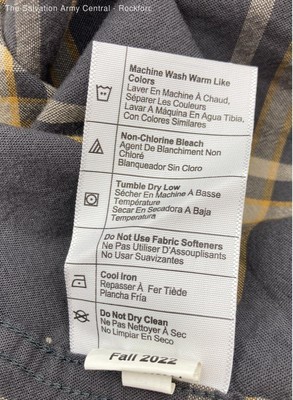 The Salvation Army Central - Rockford
Machine Wash Warm Like
Colors
Laver En Machine À Chaud,
Séparer Les Couleurs
Lavar A Máquina En Agua Tibia,
Con Colores Similares
Non-Chlorine Bleach
Agent De Blanchiment Non
Chloré
Blanqueador Sin Cloro
Tumble Dry Low
Sécher En Machine À Basse
Température
Secar En Secadora A Baja
Temperatura
Do Not Use Fabric Softeners
Ne Pas Utiliser D'Assouplisants
No Usar Suavizantes
Cool Iron
Repasser À Fer Tiède
Plancha Fría
Do Not Dry Clean
Ne Pas Nettoyer À Sec
No Limpiar En Seco
Fall 2022